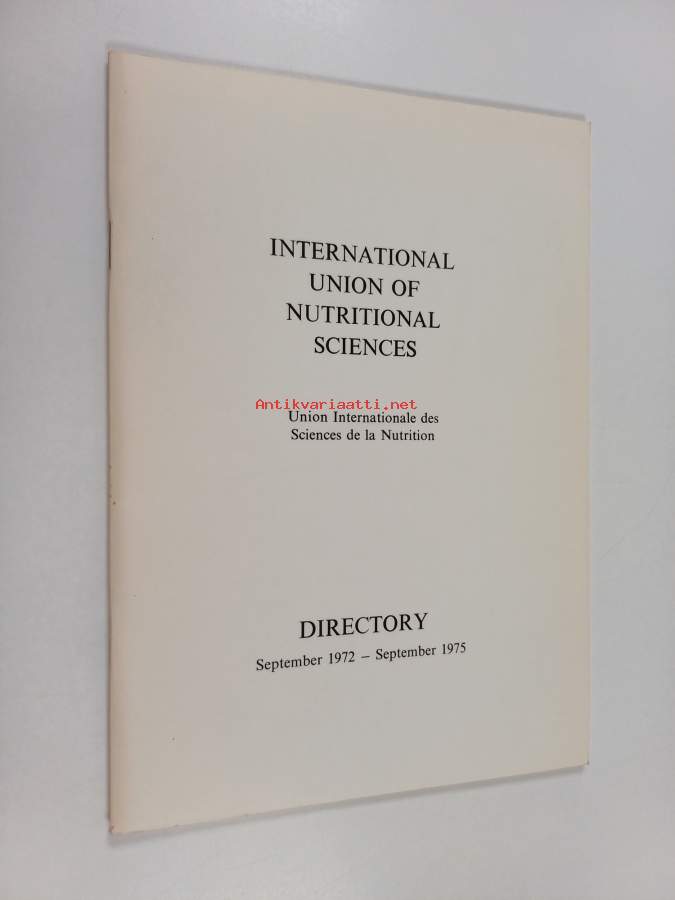 INTERNATIONAL
UNION OF
NUTRITIONAL
SCIENCES
Antikvariaatti.net
Union Internationale des
Sciences de la Nutrition
DIRECTORY
September 1972 – September 1975